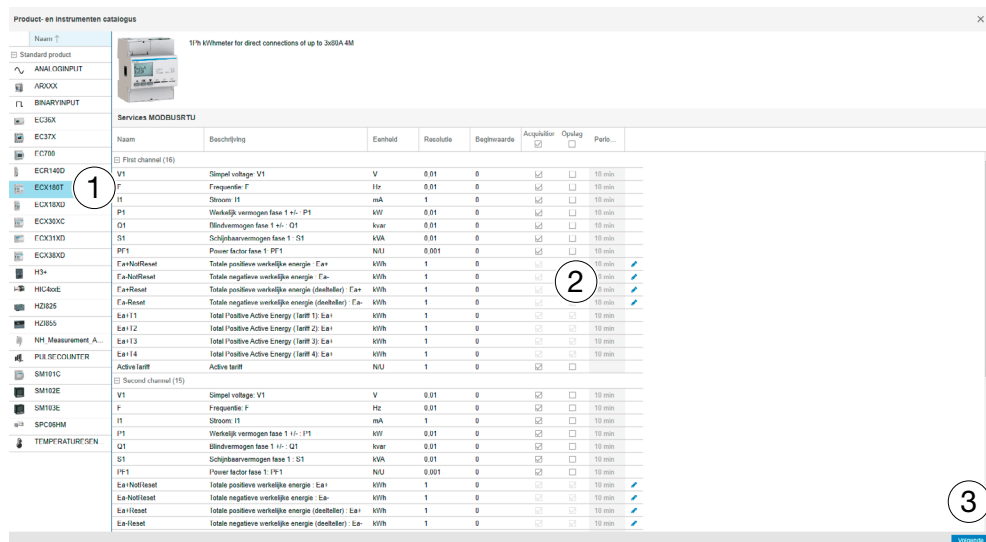 Product- en instrumenten catalogus
Naam
Standard product
ANALOGINPUT
ARXXX
BINARYINPUT
EC36X
EC37X
EC700
ECR140D
ECX180T
ECX18XD
ECX30XC
ECX31XD
ECX38XD
H3+
HIC4xxE
HZI825
HZI855
NH_Measurement_A...
PULSECOUNTER
SM101C
SM102E
SM103E
SPC06HM
TEMPERATURESEN
1
1Ph kWhmeter for direct connections of up to 3x80A 4M
Services MODBUSRTU
Naam Beschrijving Eenheid Resolutie Beginwaarde Acquisition Opslag Perio...
First channel (16)
V1 Simpel voltage: V1 V 0,01 0 10 min
F Frequentie: F Hz 0,01 0 10 min
I1 Stroom: I1 mA 1 0 10 min
P1 Werkelijk vermogen fase 1 +/- : P1 kW 0,01 0 10 min
Q1 Blindvermogen fase 1 +/- : Q1 kvar 0,01 0 10 min
S1 Schijnbaarvermogen fase 1 : S1 kVA 0,01 0 10 min
PF1 Power factor fase 1: PF1 N/U 0,001 0 10 min
Ea+NotReset Totale positieve werkelijke energie : Ea+ kWh 1 0 10 min
Ea-NotReset Totale negatieve werkelijke energie : Ea- kWh 1 0 10 min
Ea+Reset Totale positieve werkelijke energie (deelteller) : Ea+ kWh 1 0 10 min
Ea-Reset Totale negatieve werkelijke energie (deelteller) : Ea- kWh 1 0 10 min
Ea+T1 Total Positive Active Energy (Tariff 1): Ea+ kWh 1 0 10 min
Ea+T2 Total Positive Active Energy (Tariff 2): Ea+ kWh 1 0 10 min
Ea+T3 Total Positive Active Energy (Tariff 3): Ea+ kWh 1 0 10 min
Ea+T4 Total Positive Active Energy (Tariff 4): Ea+ kWh 1 0 10 min
ActiveTariff Active tariff N/U 1 0 10 min
2
Second channel (15)
V1 Simpel voltage: V1 V 0,01 0 10 min
F Frequentie: F Hz 0,01 0 10 min
I1 Stroom: I1 mA 1 0 10 min
P1 Werkelijk vermogen fase 1 +/- : P1 kW 0,01 0 10 min
Q1 Blindvermogen fase 1 +/- : Q1 kvar 0,01 0 10 min
S1 Schijnbaarvermogen fase 1 : S1 kVA 0,01 0 10 min
PF1 Power factor fase 1: PF1 N/U 0,001 0 10 min
Ea+NotReset Totale positieve werkelijke energie : Ea+ kWh 1 0 10 min
Ea-NotReset Totale negatieve werkelijke energie : Ea- kWh 1 0 10 min
Ea+Reset Totale positieve werkelijke energie (deelteller) : Ea+ kWh 1 0 10 min
Ea-Reset Totale negatieve werkelijke energie (deelteller) : Ea- kWh 1 0 10 min
3
Volgende